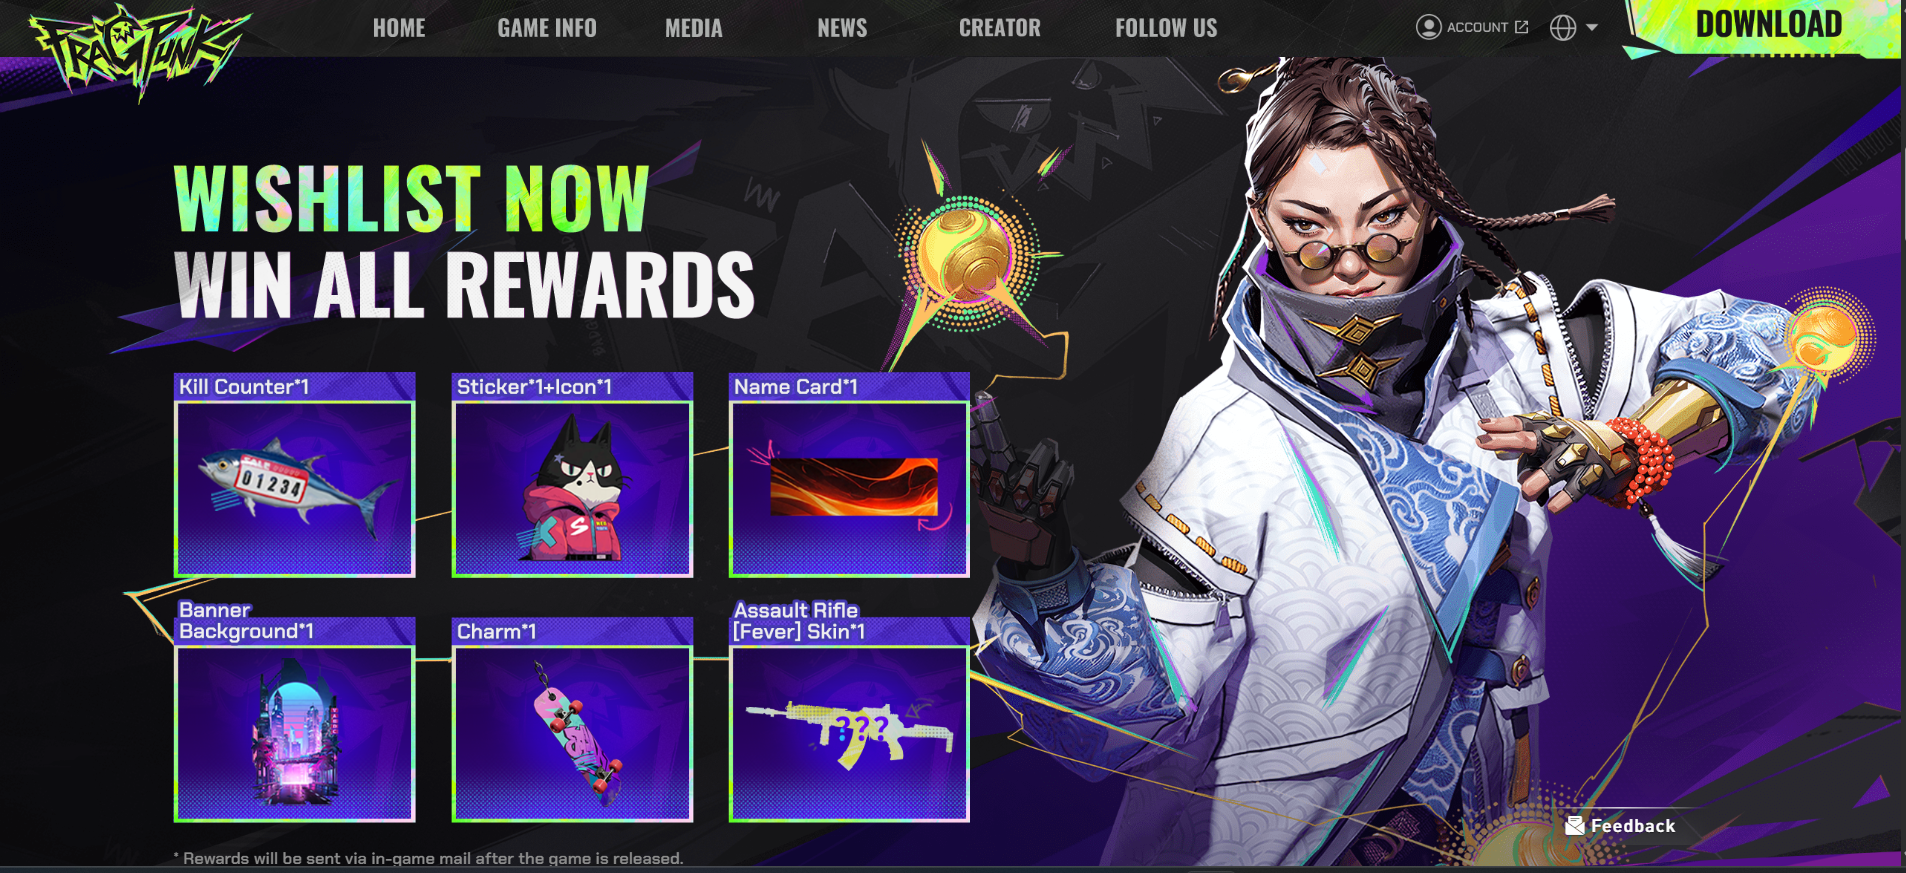 FRAGPUNK
HOME GAME INFO MEDIA NEWS CREATOR FOLLOW US ACCOUNT DOWNLOAD
WISHLIST NOW
WIN ALL REWARDS
Kill Counter*1 Sticker*1+Icon*1 Name Card*1
SALE
01234
S
Banner
Background*1
Charm*1
Assault Rifle
[Fever] Skin*1
???
Feedback
* Rewards will be sent via in-game mail after the game is released.